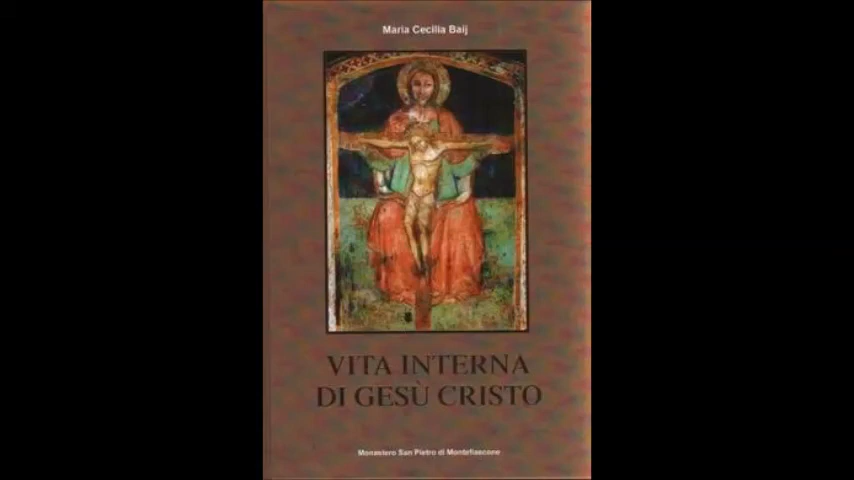 Maria Cecilia Baij
VITA INTERNA
DI GESÙ CRISTO
Monastero San Pietro di Montefiascone